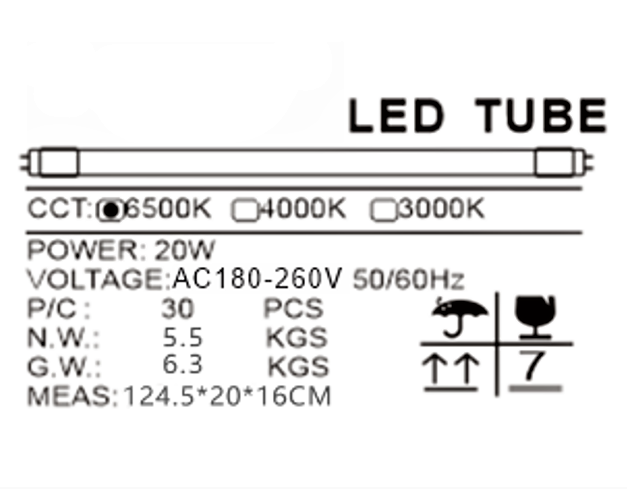 LED TUBE
CCT: 6500K 4000K 3000K
POWER: 20W
VOLTAGE:AC180-260V 50/60Hz
P/C: 30 PCS
N.W.: 5.5 KGS
G.W.: 6.3 KGS
MEAS: 124.5*20*16CM
7